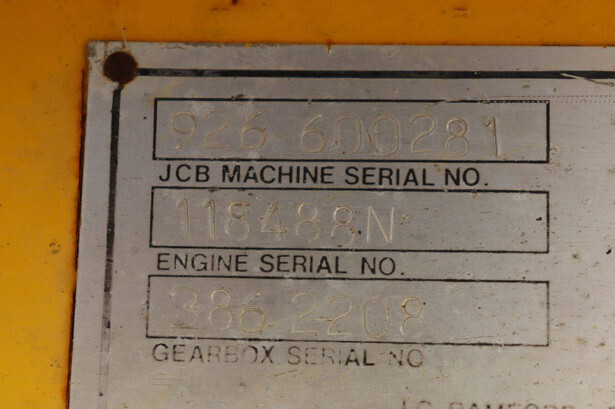 926 600281
JCB MACHINE SERIAL NO.
118488N
ENGINE SERIAL NO.
386 2208
GEARBOX SERIAL NO